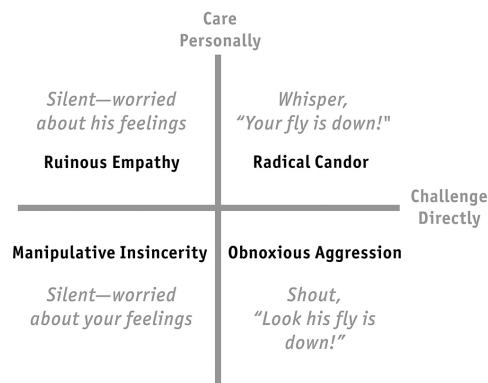 Care
Personally
Silent—worried
about his feelings
Whisper,
“Your fly is down!"
Ruinous Empathy
Radical Candor
Challenge
Directly
Manipulative Insincerity
Obnoxious Aggression
Silent—worried
about your feelings
Shout,
“Look his fly is
down!”